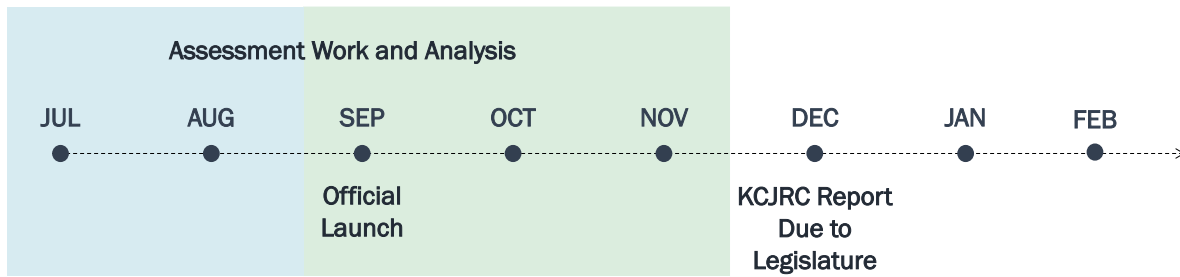 Assessment Work and Analysis
JUL AUG SEP OCT NOV DEC JAN FEB
Official
Launch
KCJRC Report
Due to
Legislature